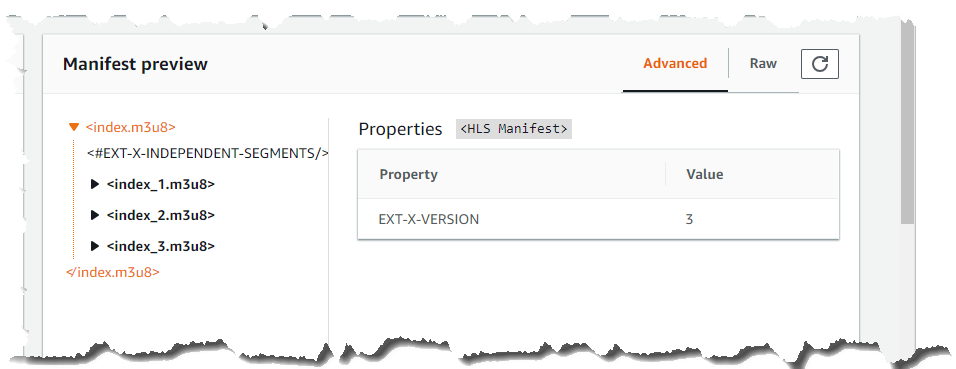 Manifest preview
Advanced
Raw
<index.m3u8>
<#EXT-X-INDEPENDENT-SEGMENTS/>
<index_1.m3u8>
<index_2.m3u8>
<index_3.m3u8>
</index.m3u8>
Properties <HLS Manifest>
Property Value
EXT-X-VERSION 3